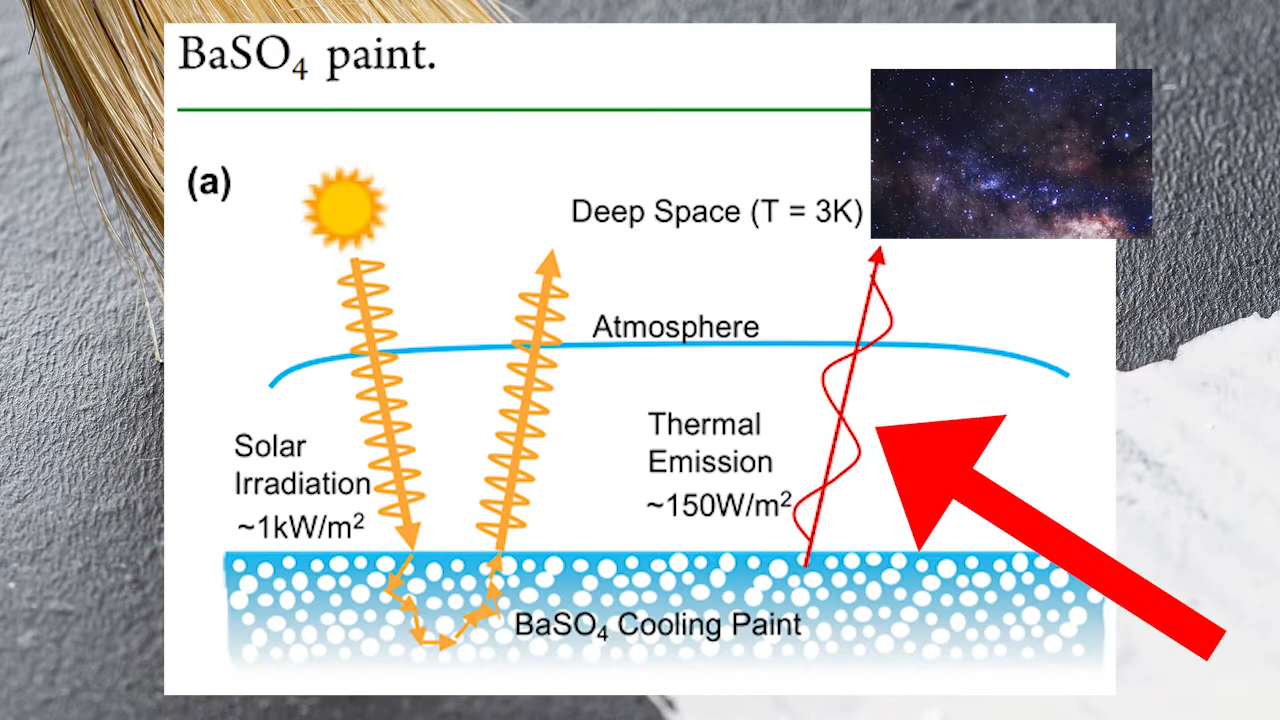 BaSO₄ paint.
(a)
Deep Space (T = 3K)
Atmosphere
Solar
Irradiation
~1kW/m²
Thermal
Emission
~150W/m²
BaSO₄ Cooling Paint